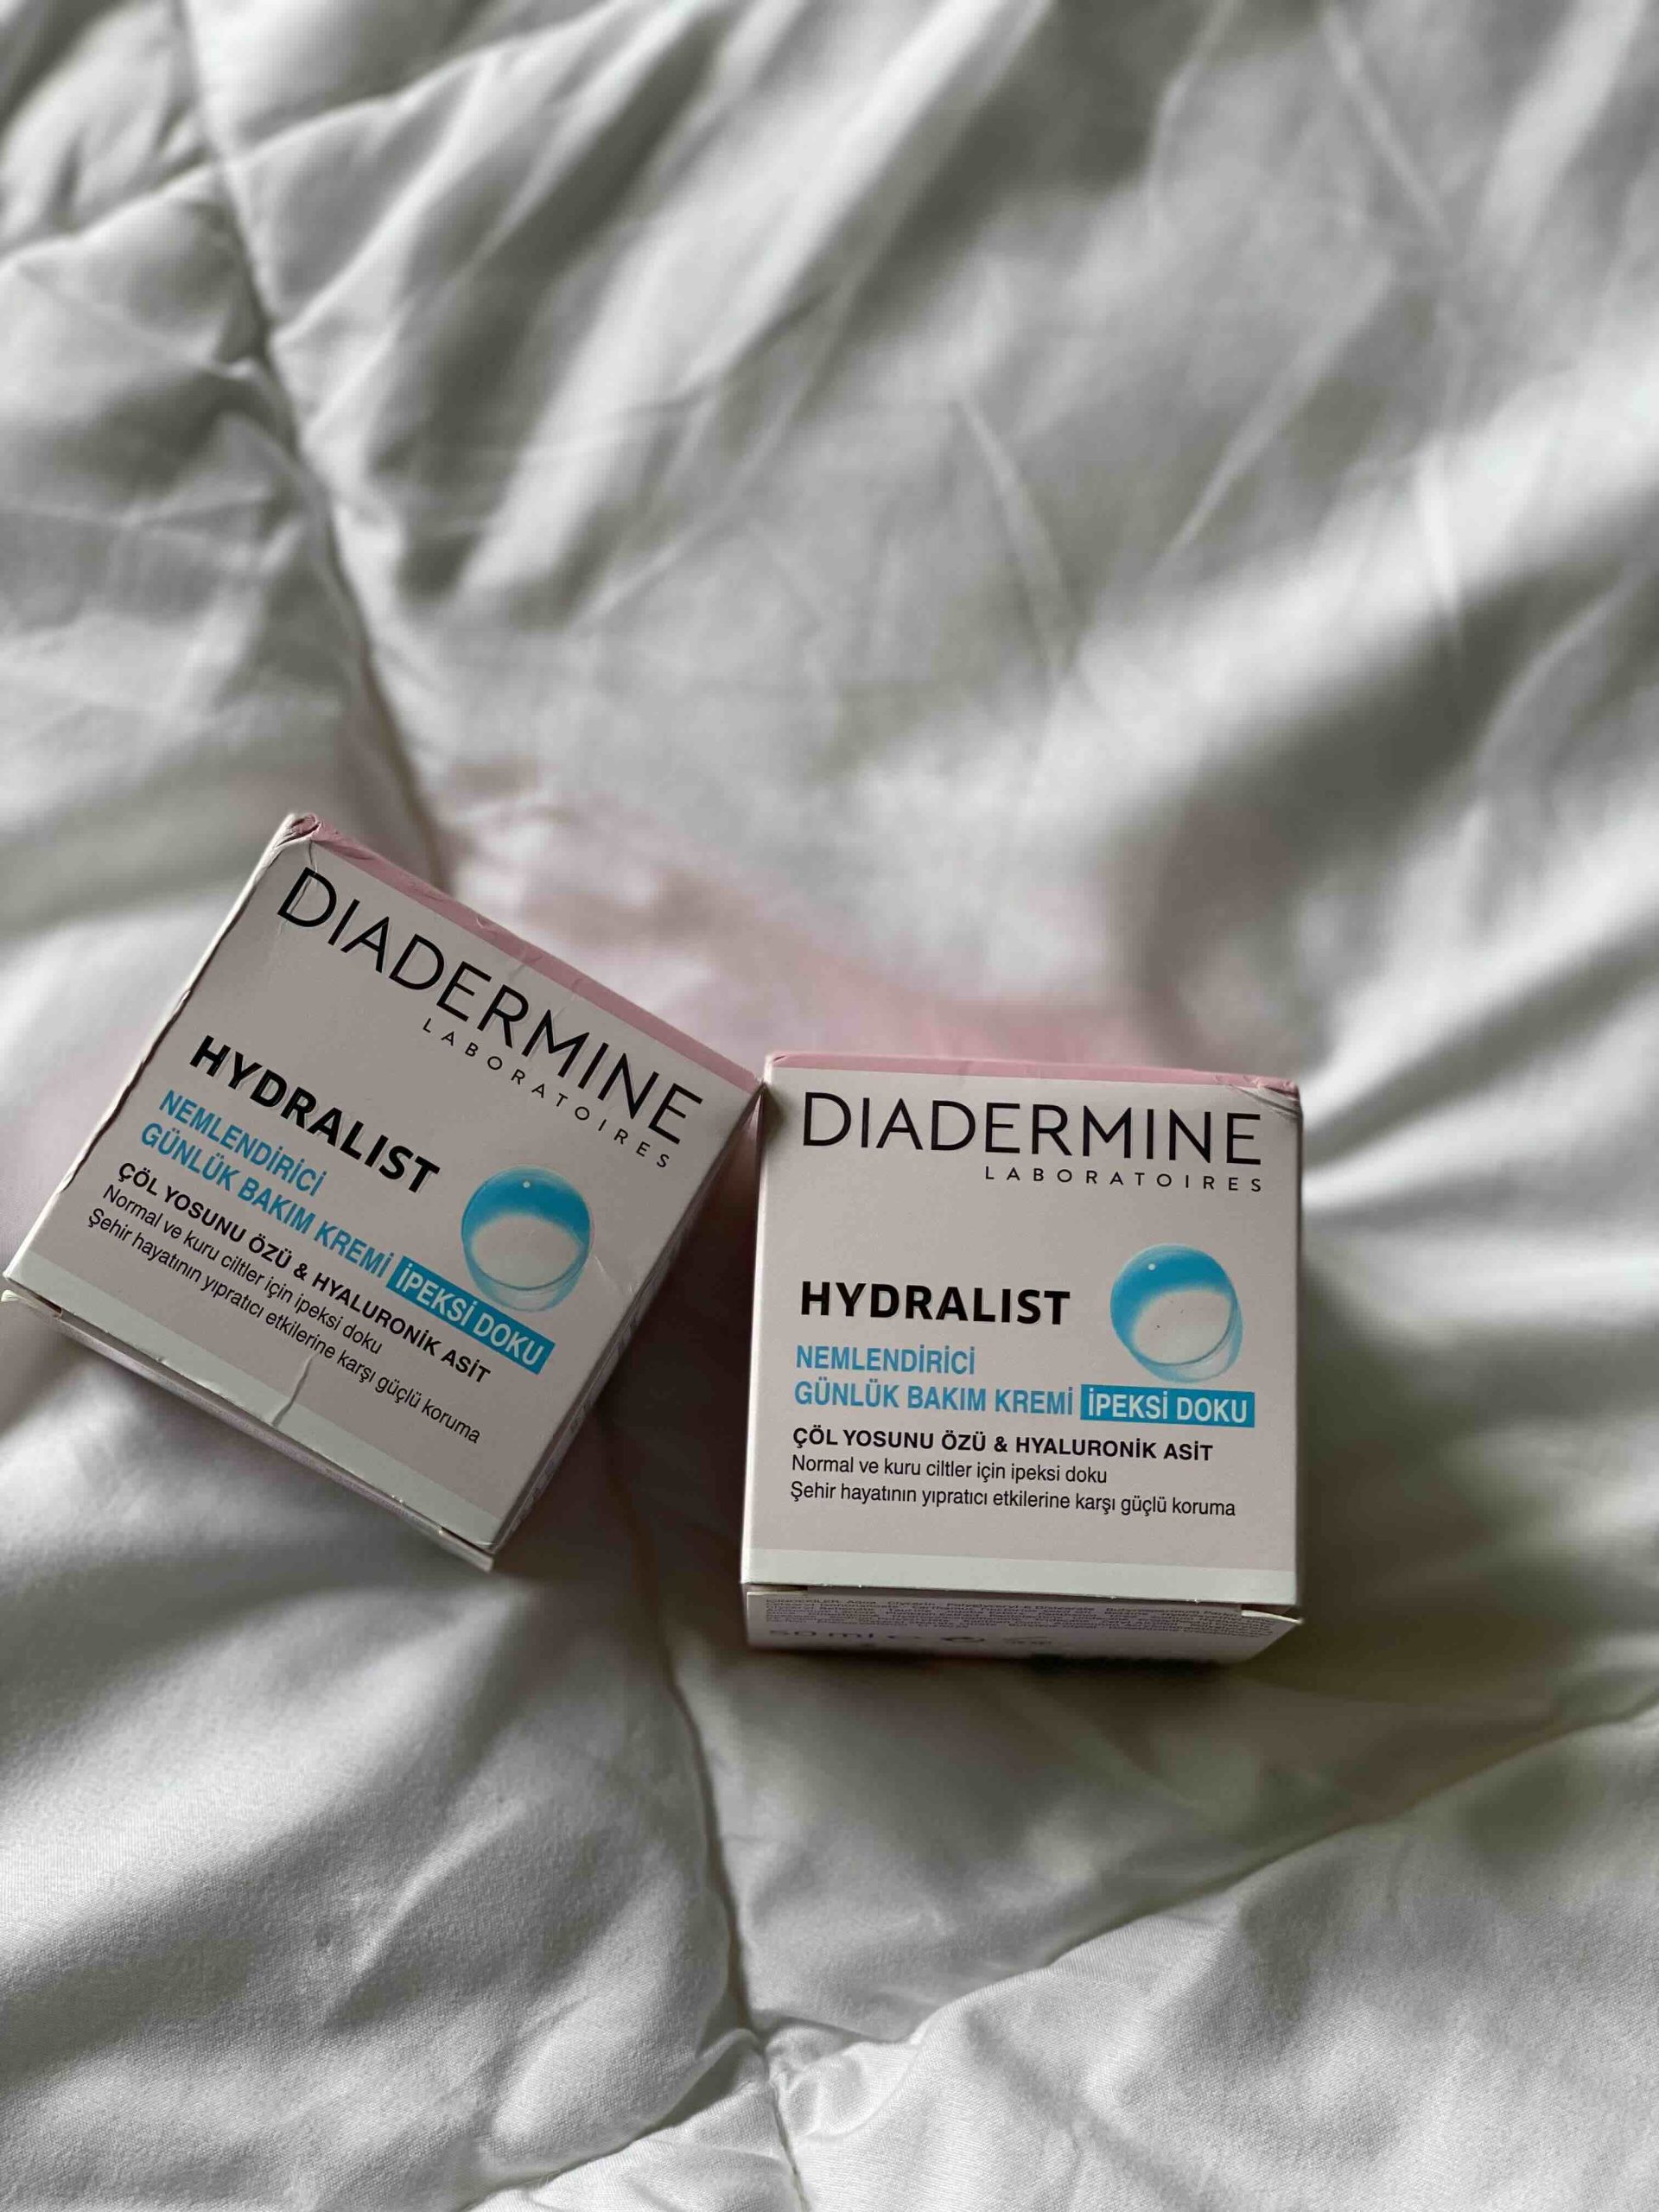 DIADERMINE
LABORATOIRES
HYDRALIST
NEMLENDİRİCİ
GÜNLÜK BAKIM KREMİ İPEKSİ DOKU
ÇÖL YOSUNU ÖZÜ & HYALURONİK ASİT
Normal ve kuru ciltler için ipeksi doku
Şehir hayatının yıpratıcı etkilerine karşı güçlü koruma
DIADERMINE
LABORATOIRES
HYDRALIST
NEMLENDİRİCİ
GÜNLÜK BAKIM KREMİ İPEKSİ DOKU
ÇÖL YOSUNU ÖZÜ & HYALURONİK ASİT
Normal ve kuru ciltler için ipeksi doku
Şehir hayatının yıpratıcı etkilerine karşı güçlü koruma
50 ml e